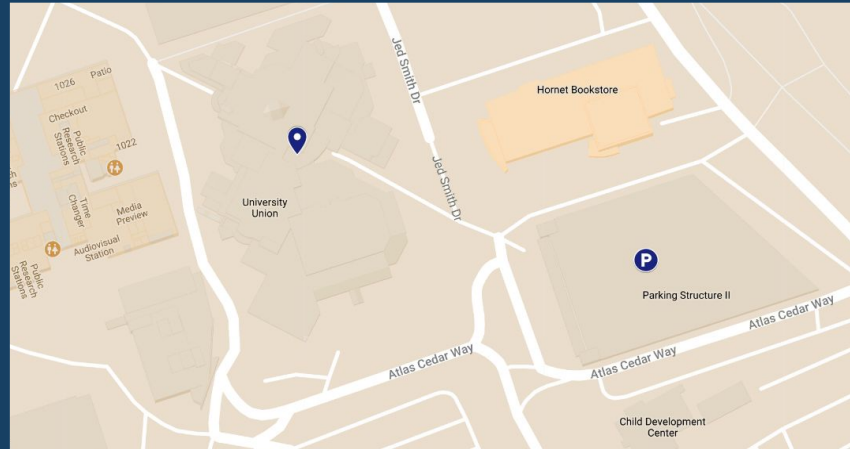 Jed Smith Dr
1026
Patio
Checkout
Public
Research
Stations
1022
Hornet Bookstore
Jed Smith Dr
Time
Changer
Media
Preview
University
Union
Audiovisual
Station
Public
Research
Stations
P
Parking Structure II
Atlas Cedar Way
Atlas Cedar Way
Atlas Cedar Way
Child Development
Center